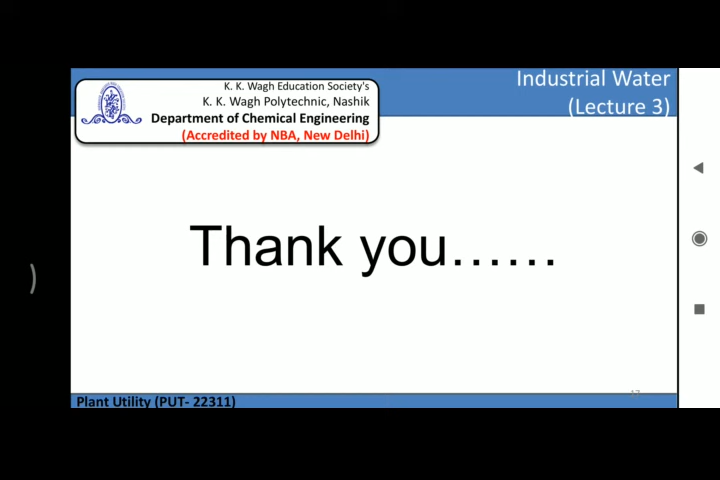 K. K. Wagh Education Society's
K. K. Wagh Polytechnic, Nashik
Department of Chemical Engineering
(Accredited by NBA, New Delhi)
Industrial Water
(Lecture 3)
Thank you......
Plant Utility (PUT- 22311)